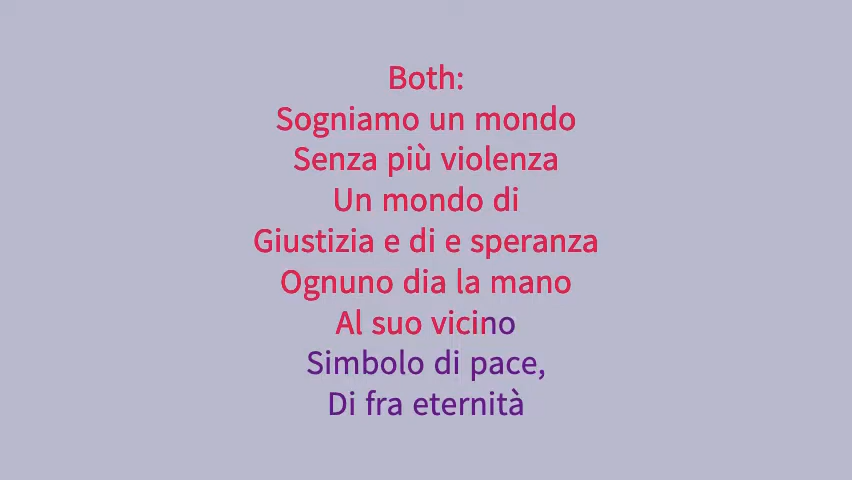 Both:
Sogniamo un mondo
Senza più violenza
Un mondo di
Giustizia e di e speranza
Ognuno dia la mano
Al suo vicino
Simbolo di pace,
Di fra eternità